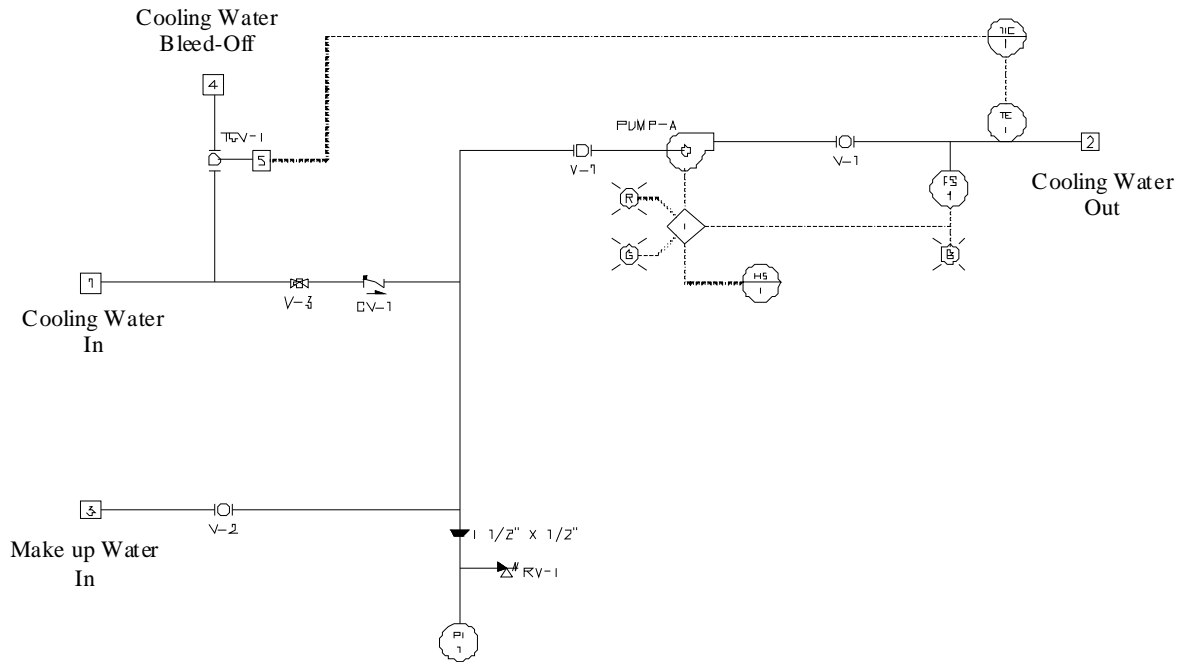 Cooling Water
Bleed-Off
4
TIC
1
TE
1
TCV-1
5
PUMP-A
2
V-1
V-1
Cooling Water
Out
FS
1
R
I
G
B
HS
1
1
Cooling Water
In
V-3
CV-1
3
V-2
Make up Water
In
1 1/2" X 1/2"
RV-1
PI
1